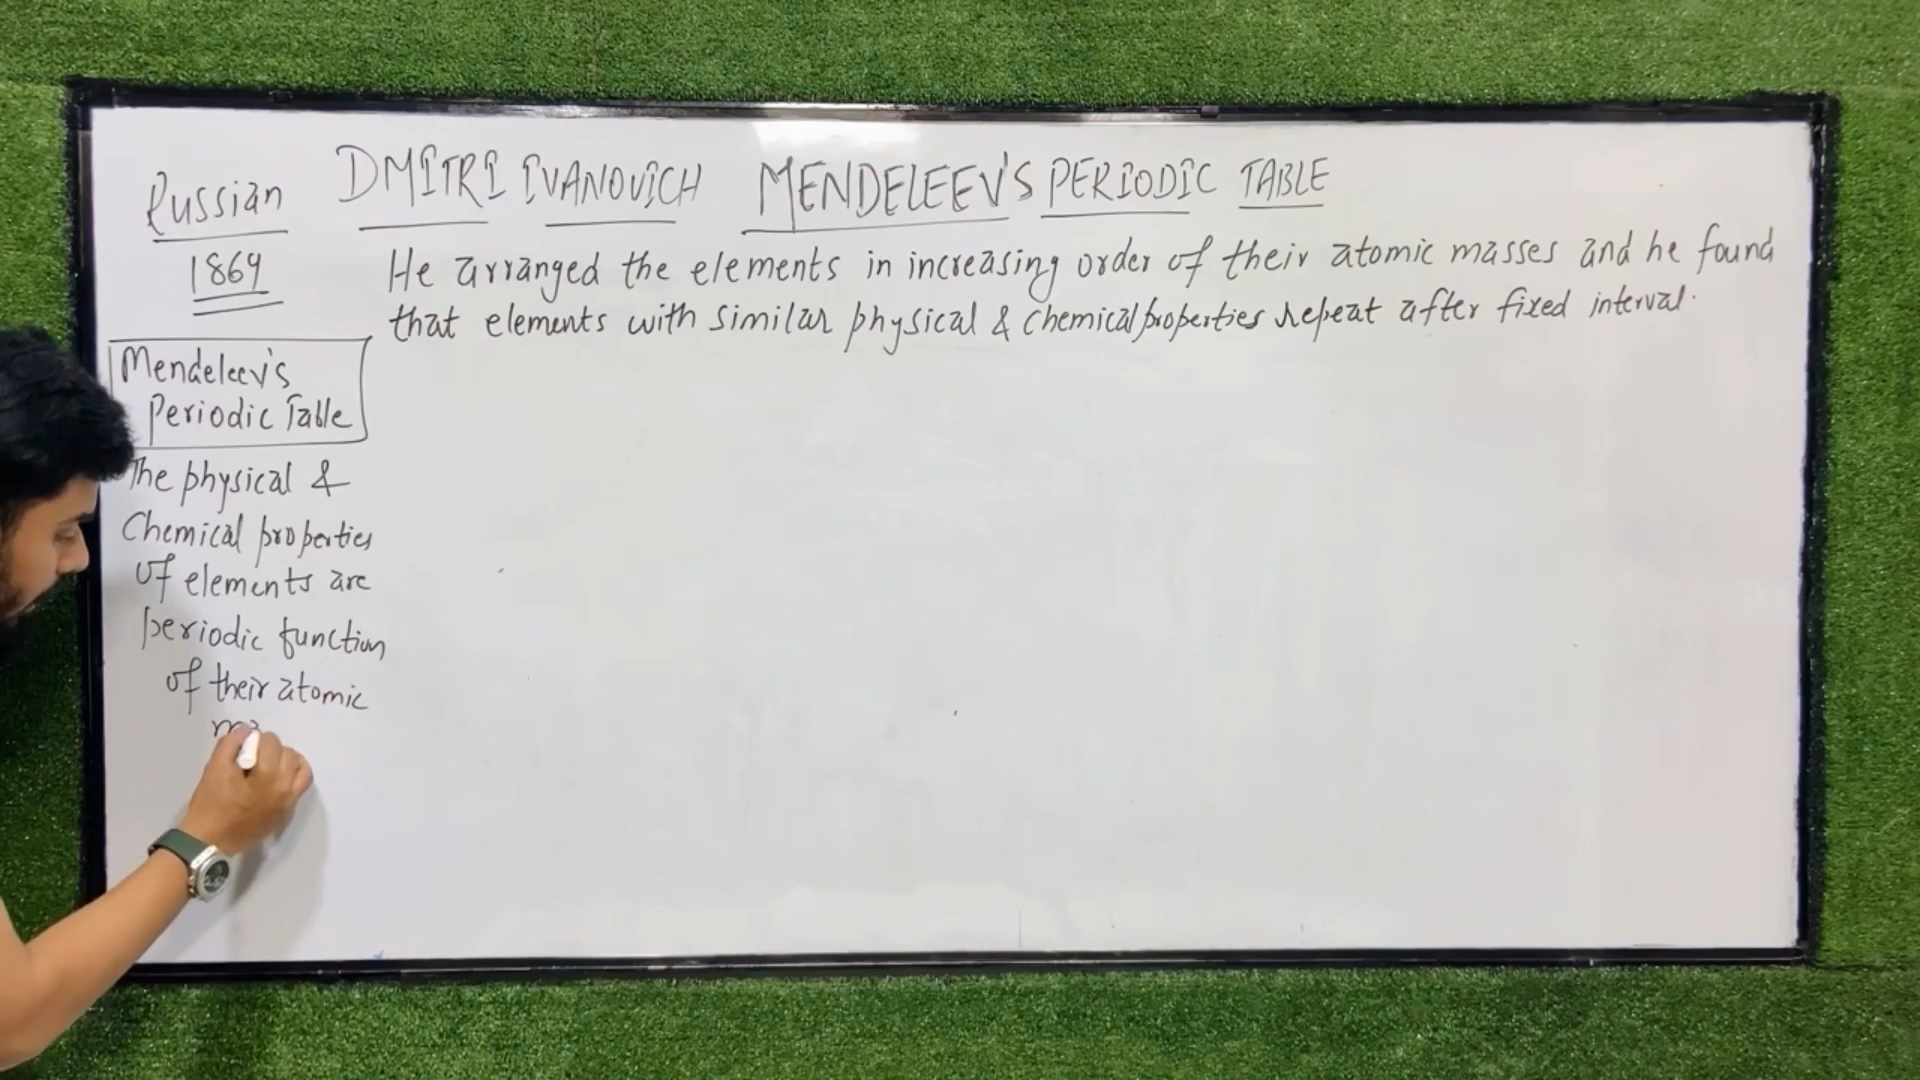 DMITRI IVANOVICH MENDELEEV'S PERIODIC TABLE
Russian
1869
He arranged the elements in increasing order of their atomic masses and he found
that elements with similar physical & chemical properties repeat after fixed interval.
Mendeleev's
Periodic Table
The physical &
Chemical properties
of elements are
periodic function
of their atomic